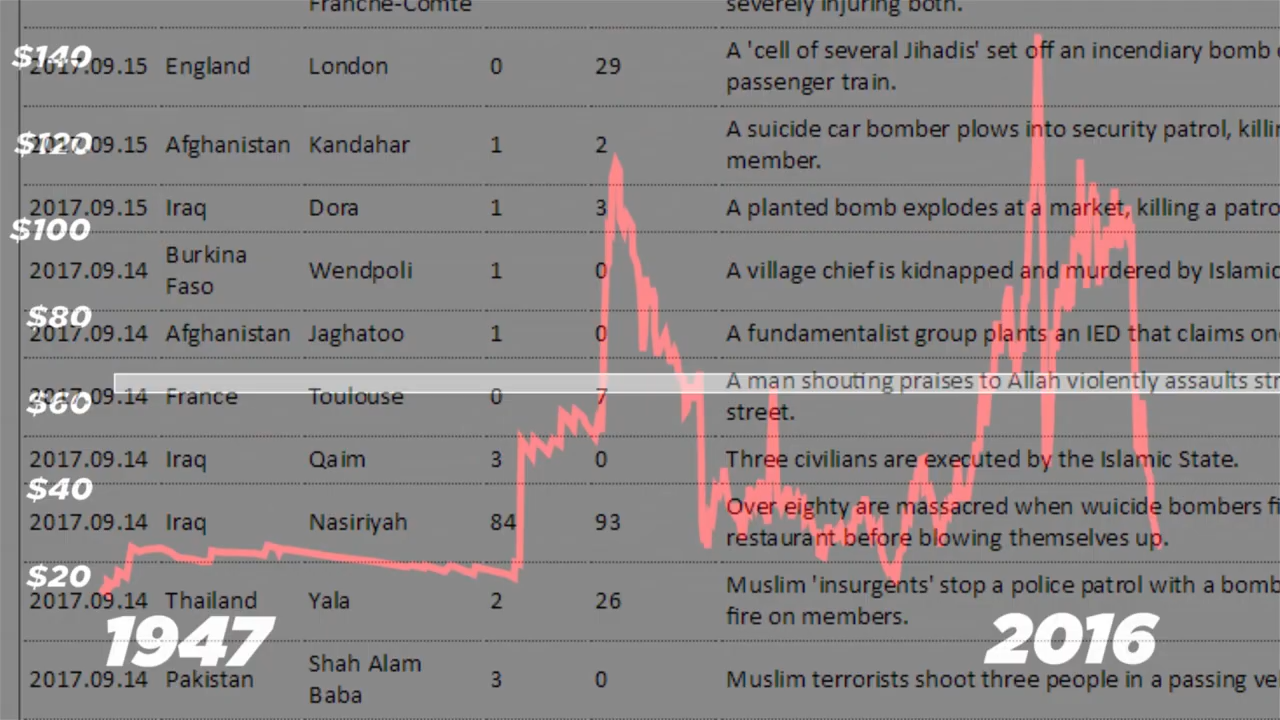 Franche-Comte
severely injuring both.
$140
2017.09.15 England London 0 29 A 'cell of several Jihadis' set off an incendiary bomb
passenger train.
$120
2017.09.15 Afghanistan Kandahar 1 2 A suicide car bomber plows into security patrol, killin
member.
2017.09.15 Iraq Dora 1 3 A planted bomb explodes at a market, killing a patro
$100
2017.09.14 Burkina Faso Wendpoli 1 0 A village chief is kidnapped and murdered by Islamic
$80
2017.09.14 Afghanistan Jaghatoo 1 0 A fundamentalist group plants an IED that claims on
$60
2017.09.14 France Toulouse 0 7 A man shouting praises to Allah violently assaults str
street.
2017.09.14 Iraq Qaim 3 0 Three civilians are executed by the Islamic State.
$40
2017.09.14 Iraq Nasiriyah 84 93 Over eighty are massacred when wuicide bombers fi
restaurant before blowing themselves up.
$20
2017.09.14 Thailand Yala 2 26 Muslim 'insurgents' stop a police patrol with a bomb
fire on members.
1947 2016
2017.09.14 Pakistan Shah Alam Baba 3 0 Muslim terrorists shoot three people in a passing ve